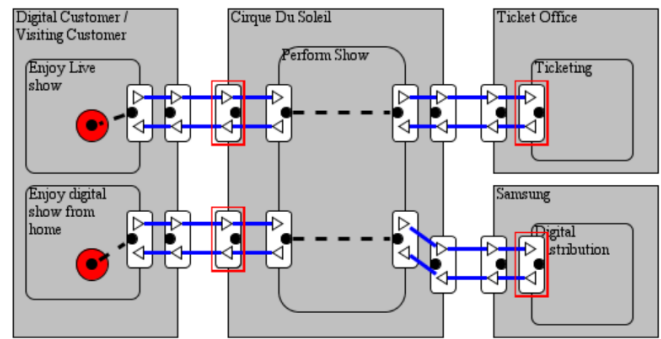 Digital Customer /
Visiting Customer
Enjoy Live
show
Enjoy digital
show from
home
Cirque Du Soleil
Perform Show
Ticket Office
Ticketing
Samsung
Digital
stribution